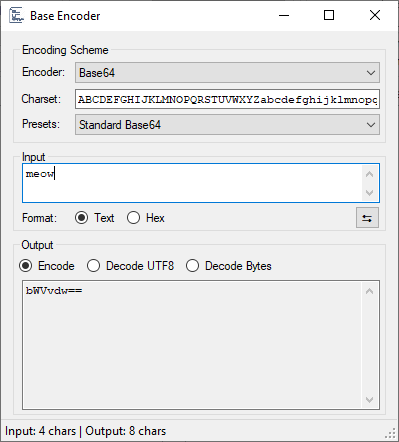 Base Encoder
Encoding Scheme
Encoder: Base64
Charset: ABCDEFGHIJKLMNOPQRSTUVWXYZabcdefghijklmnopq
Presets: Standard Base64
Input
meow
Format: Text Hex
Output
Encode Decode UTF8 Decode Bytes
bWVvdw==
Input: 4 chars | Output: 8 chars